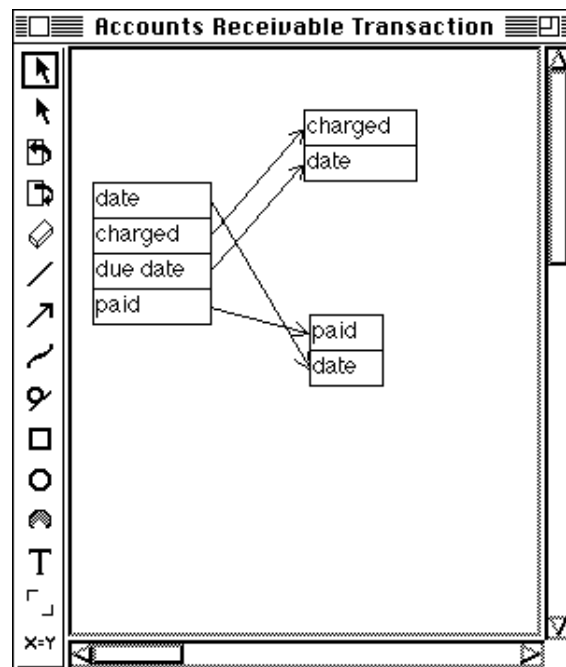 Accounts Receivable Transaction
charged
date
date
charged
due date
paid
paid
date
T
X=Y